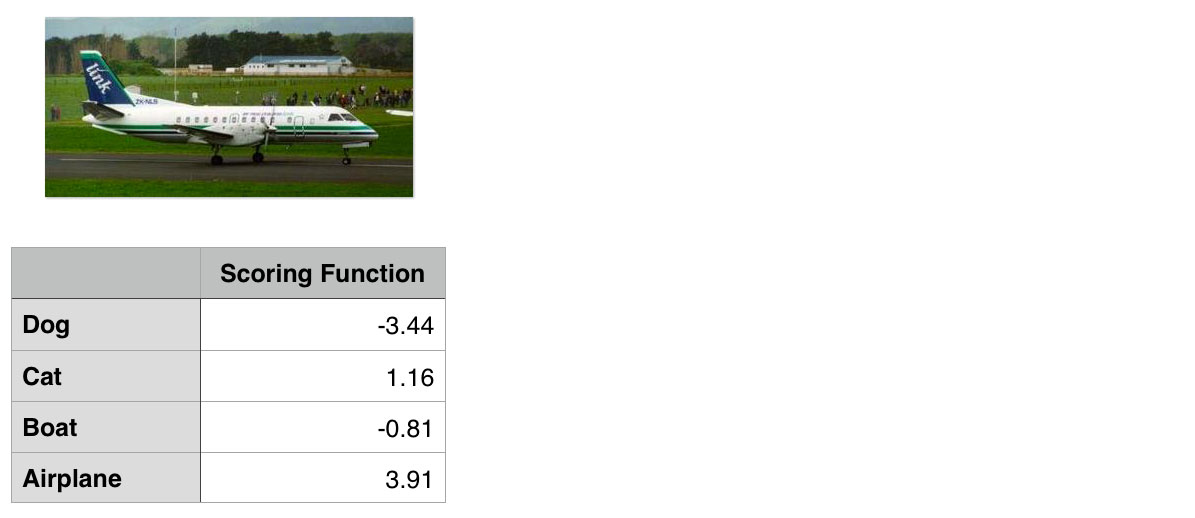 link
ZK-NLB
Scoring Function
Dog -3.44
Cat 1.16
Boat -0.81
Airplane 3.91